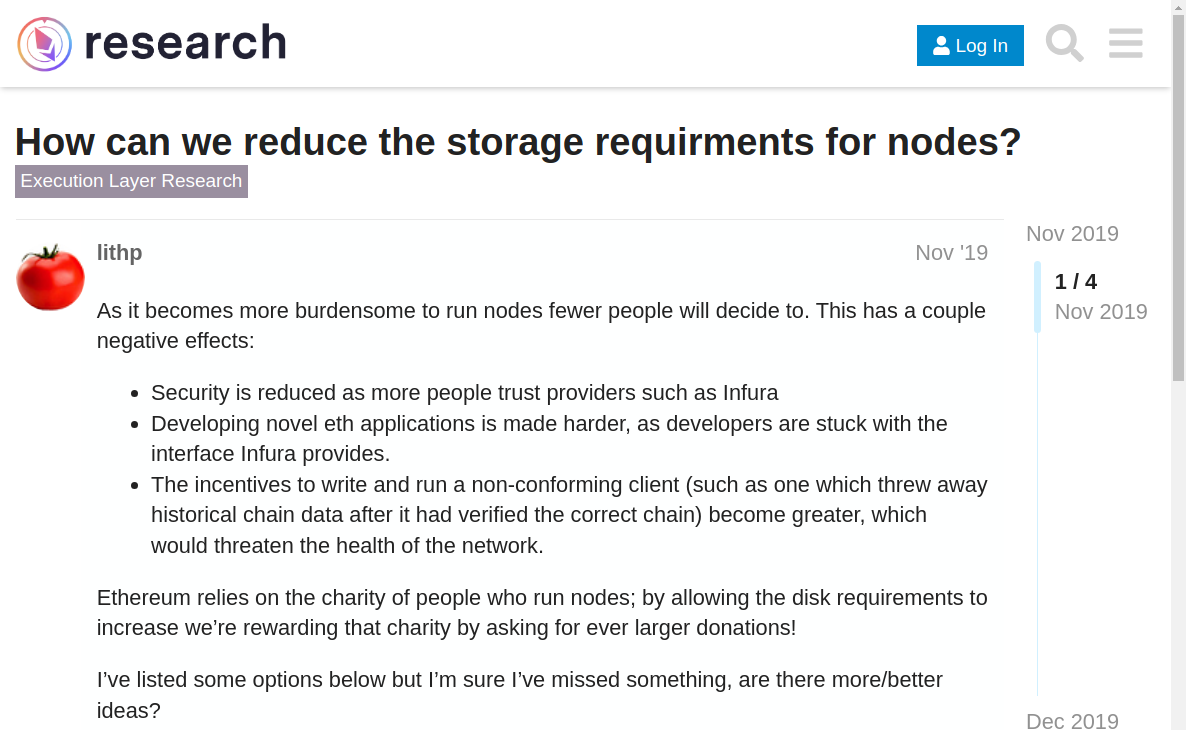 research
Log In
How can we reduce the storage requirments for nodes?
Execution Layer Research
lithp
Nov '19
As it becomes more burdensome to run nodes fewer people will decide to. This has a couple
negative effects:
Security is reduced as more people trust providers such as Infura
Developing novel eth applications is made harder, as developers are stuck with the
interface Infura provides.
The incentives to write and run a non-conforming client (such as one which threw away
historical chain data after it had verified the correct chain) become greater, which
would threaten the health of the network.
Ethereum relies on the charity of people who run nodes; by allowing the disk requirements to
increase we’re rewarding that charity by asking for ever larger donations!
I’ve listed some options below but I’m sure I’ve missed something, are there more/better
ideas?
Nov 2019
1 / 4
Nov 2019
Dec 2019